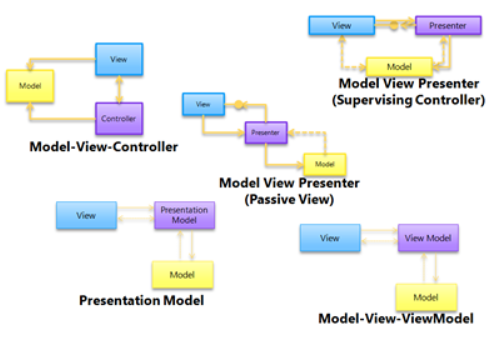 View
Model
Controller
Model-View-Controller
View
Presenter
Model
Model View Presenter
(Supervising Controller)
View
Presenter
Model
Model View Presenter
(Passive View)
View
Presentation
Model
Model
Presentation Model
View
View Model
Model
Model-View-ViewModel